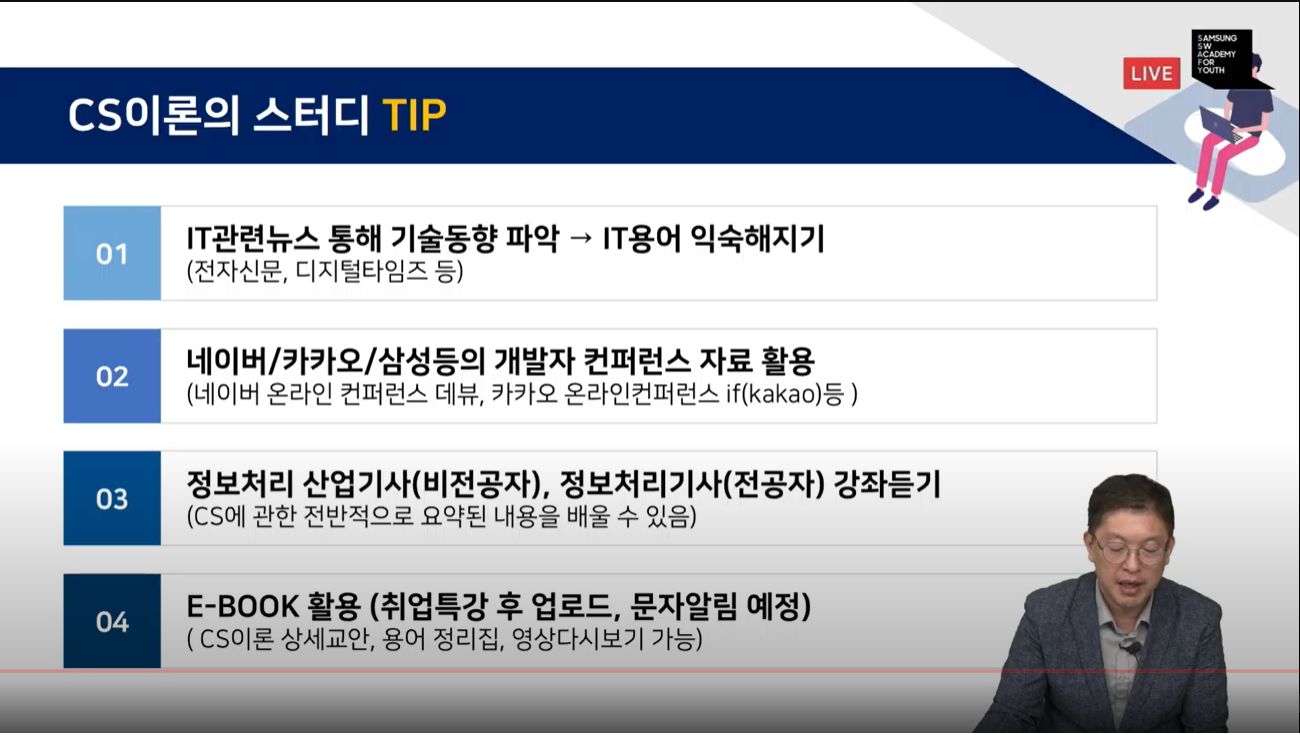 SAMSUNG
SW
ACADEMY
FOR
YOUTH
LIVE
CS이론의 스터디 TIP
01
IT관련뉴스 통해 기술동향 파악 → IT용어 익숙해지기
(전자신문, 디지털타임즈 등)
02
네이버/카카오/삼성등의 개발자 컨퍼런스 자료 활용
(네이버 온라인 컨퍼런스 데뷰, 카카오 온라인컨퍼런스 if(kakao)등 )
03
정보처리 산업기사(비전공자), 정보처리기사(전공자) 강좌듣기
(CS에 관한 전반적으로 요약된 내용을 배울 수 있음)
04
E-BOOK 활용 (취업특강 후 업로드, 문자알림 예정)
( CS이론 상세교안, 용어 정리집, 영상다시보기 가능)